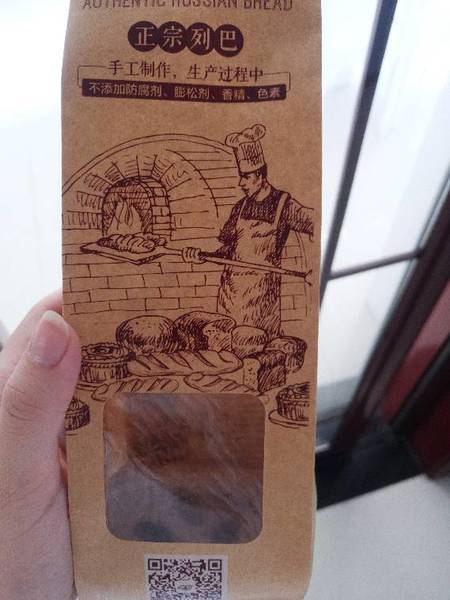 AUTHENTIC RUSSIAN BREAD
正宗列巴
手工制作，生产过程中
不添加防腐剂、膨松剂、香精、色素